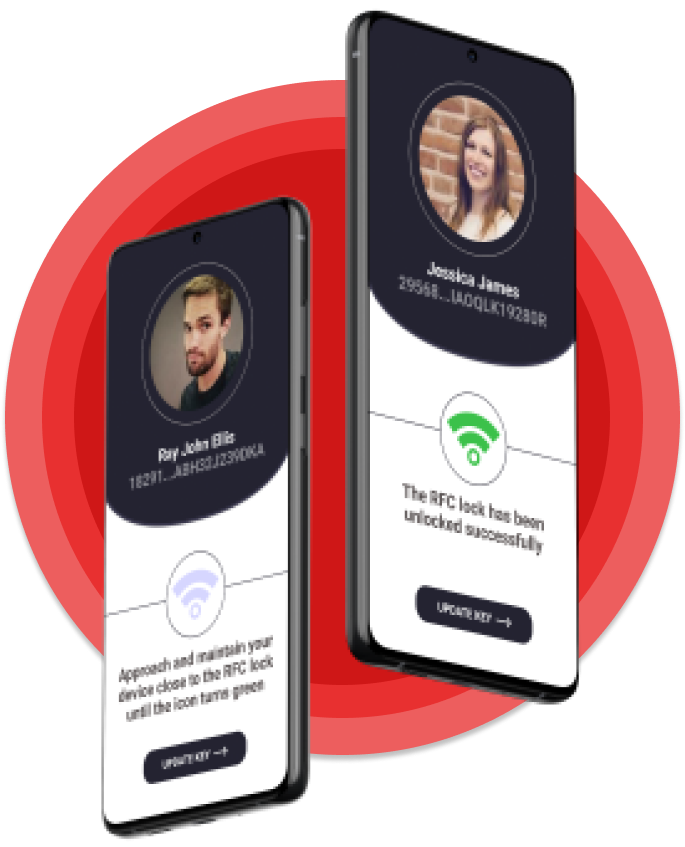 Jessica James
29568...IAOQLK19280R
The RFC lock has been
unlocked successfully
UPDATE KEY →
Ray John Ellis
18291...ABH32J239DKA
Approach and maintain your
device close to the RFC lock
until the icon turns green
UPDATE KEY →